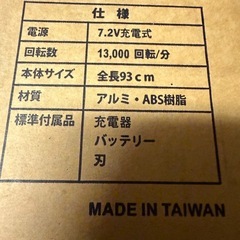 仕様
電源 7.2V充電式
回転数 13,000 回転/分
本体サイズ 全長93cm
材質 アルミ・ABS樹脂
標準付属品 充電器
バッテリー
刃
MADE IN TAIWAN